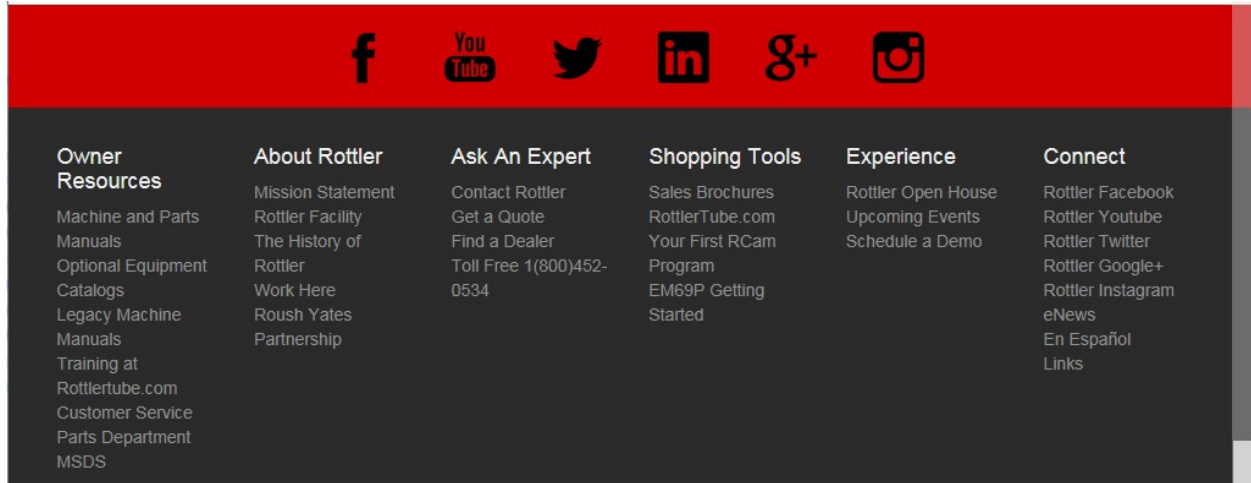 f
You
Tube
in
g+
Owner
Resources
Machine and Parts
Manuals
Optional Equipment
Catalogs
Legacy Machine
Manuals
Training at
Rottlertube.com
Customer Service
Parts Department
MSDS
About Rottler
Mission Statement
Rottler Facility
The History of
Rottler
Work Here
Roush Yates
Partnership
Ask An Expert
Contact Rottler
Get a Quote
Find a Dealer
Toll Free 1(800)452-
0534
Shopping Tools
Sales Brochures
RottlerTube.com
Your First RCam
Program
EM69P Getting
Started
Experience
Rottler Open House
Upcoming Events
Schedule a Demo
Connect
Rottler Facebook
Rottler Youtube
Rottler Twitter
Rottler Google+
Rottler Instagram
eNews
En Español
Links